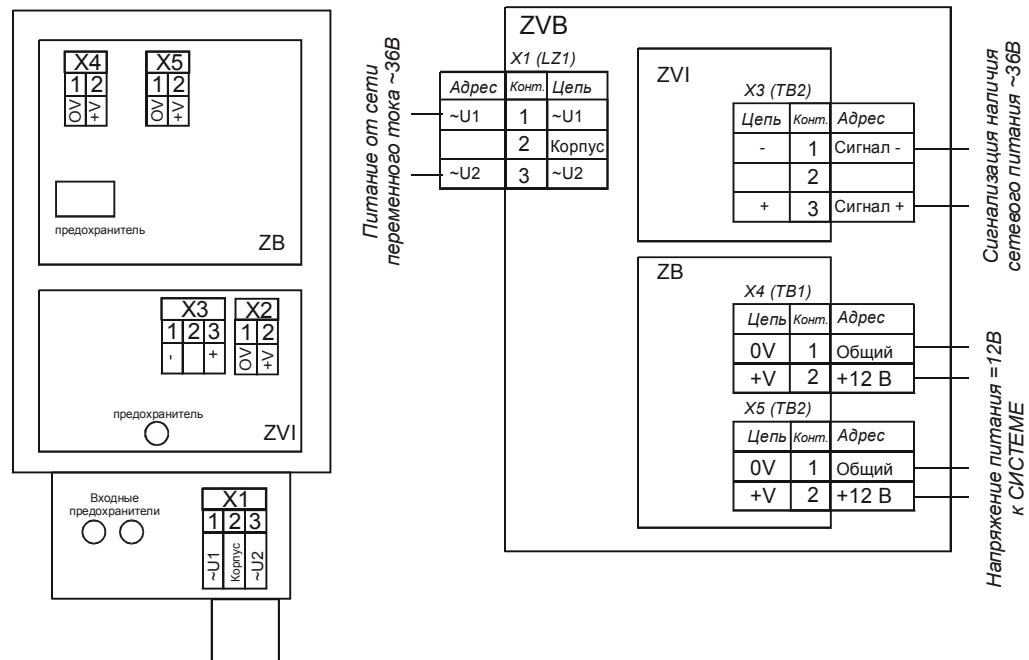 X4 X5
1 2 1 2
OV +V OV +V
предохранитель
ZB
X3 X2
1 2 3 1 2
- + OV +V
предохранитель
ZVI
Входные
предохранители
X1
1 2 3
~U1 Корпус ~U2
Питание от сети
переменного тока ~36В
ZVB
X1 (LZ1)
Адрес Конт. Цепь
~U1 1 ~U1
2 Корпус
~U2 3 ~U2
ZVI
X3 (TB2)
Цепь Конт. Адрес
- 1 Сигнал -
2
+ 3 Сигнал +
Сигнализация наличия
сетевого питания ~36В
ZB
X4 (TB1)
Цепь Конт. Адрес
0V 1 Общий
+V 2 +12 В
X5 (TB2)
Цепь Конт. Адрес
0V 1 Общий
+V 2 +12 В
Напряжение питания =12В
к СИСТЕМЕ